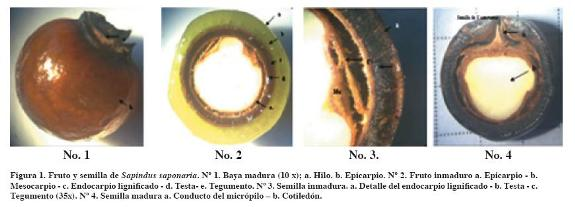 Semilla de
No. 1
No. 2
No. 3.
No. 4
Figura 1. Fruto y semilla de Sapindus saponaria. Nº 1. Baya madura (10 x); a. Hilo. b. Epicarpio. Nº 2. Fruto inmaduro a. Epicarpio - b.
Mesocarpio - c. Endocarpio lignificado - d. Testa- e. Tegumento. Nº 3. Semilla inmadura. a. Detalle del endocarpio lignificado - b. Testa - c.
Tegumento (35x). Nº 4. Semilla madura a. Conducto del micrópilo – b. Cotiledón.